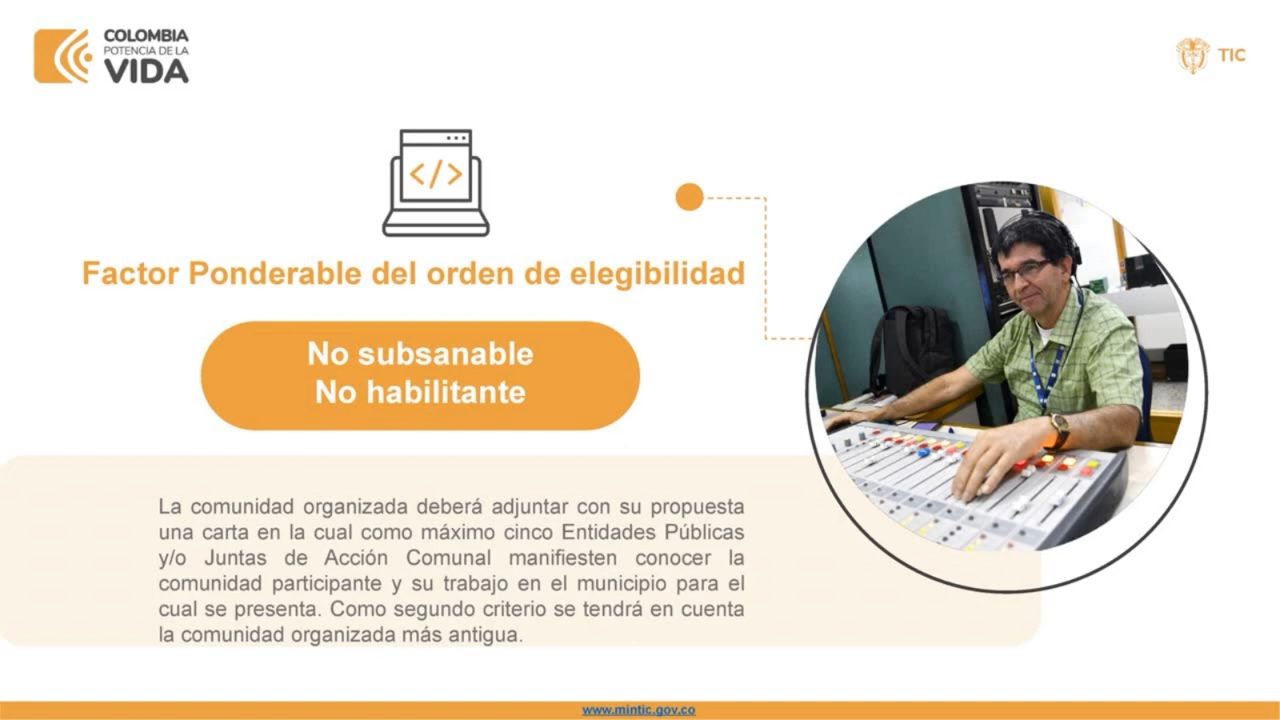 COLOMBIA
POTENCIA DE LA
VIDA
TIC
</>
Factor Ponderable del orden de elegibilidad
No subsanable
No habilitante
La comunidad organizada deberá adjuntar con su propuesta
una carta en la cual como máximo cinco Entidades Públicas
y/o Juntas de Acción Comunal manifiesten conocer la
comunidad participante y su trabajo en el municipio para el
cual se presenta. Como segundo criterio se tendrá en cuenta
la comunidad organizada más antigua.
www.mintic.gov.co